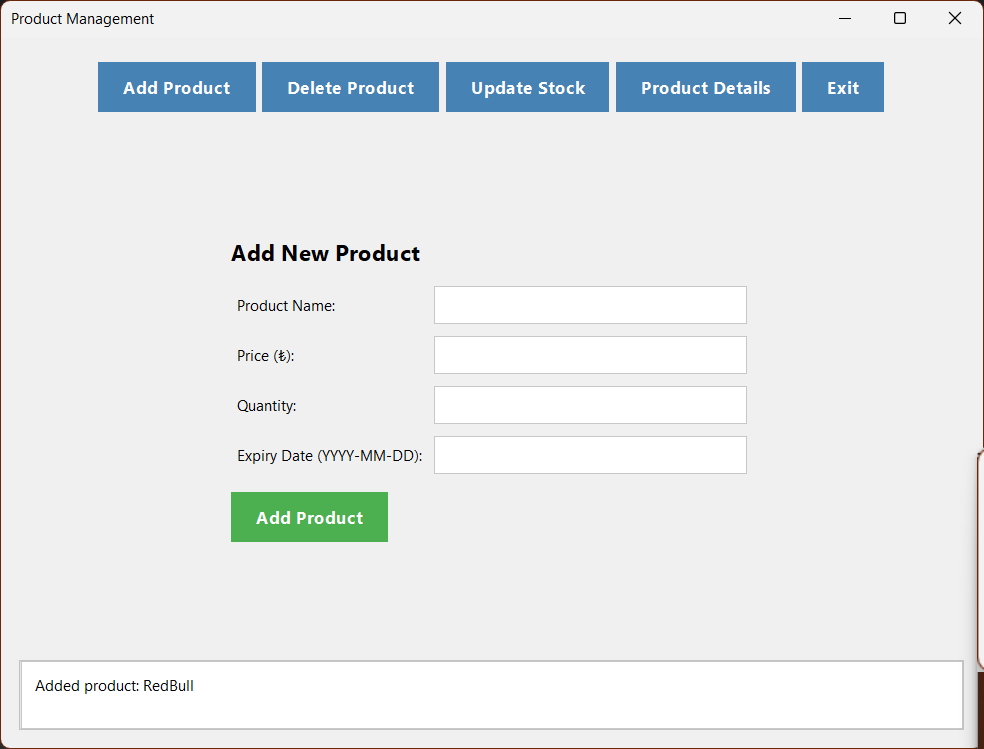 Product Management
Add Product Delete Product Update Stock Product Details Exit
Add New Product
Product Name:
Price (₺):
Quantity:
Expiry Date (YYYY-MM-DD):
Add Product
Added product: RedBull